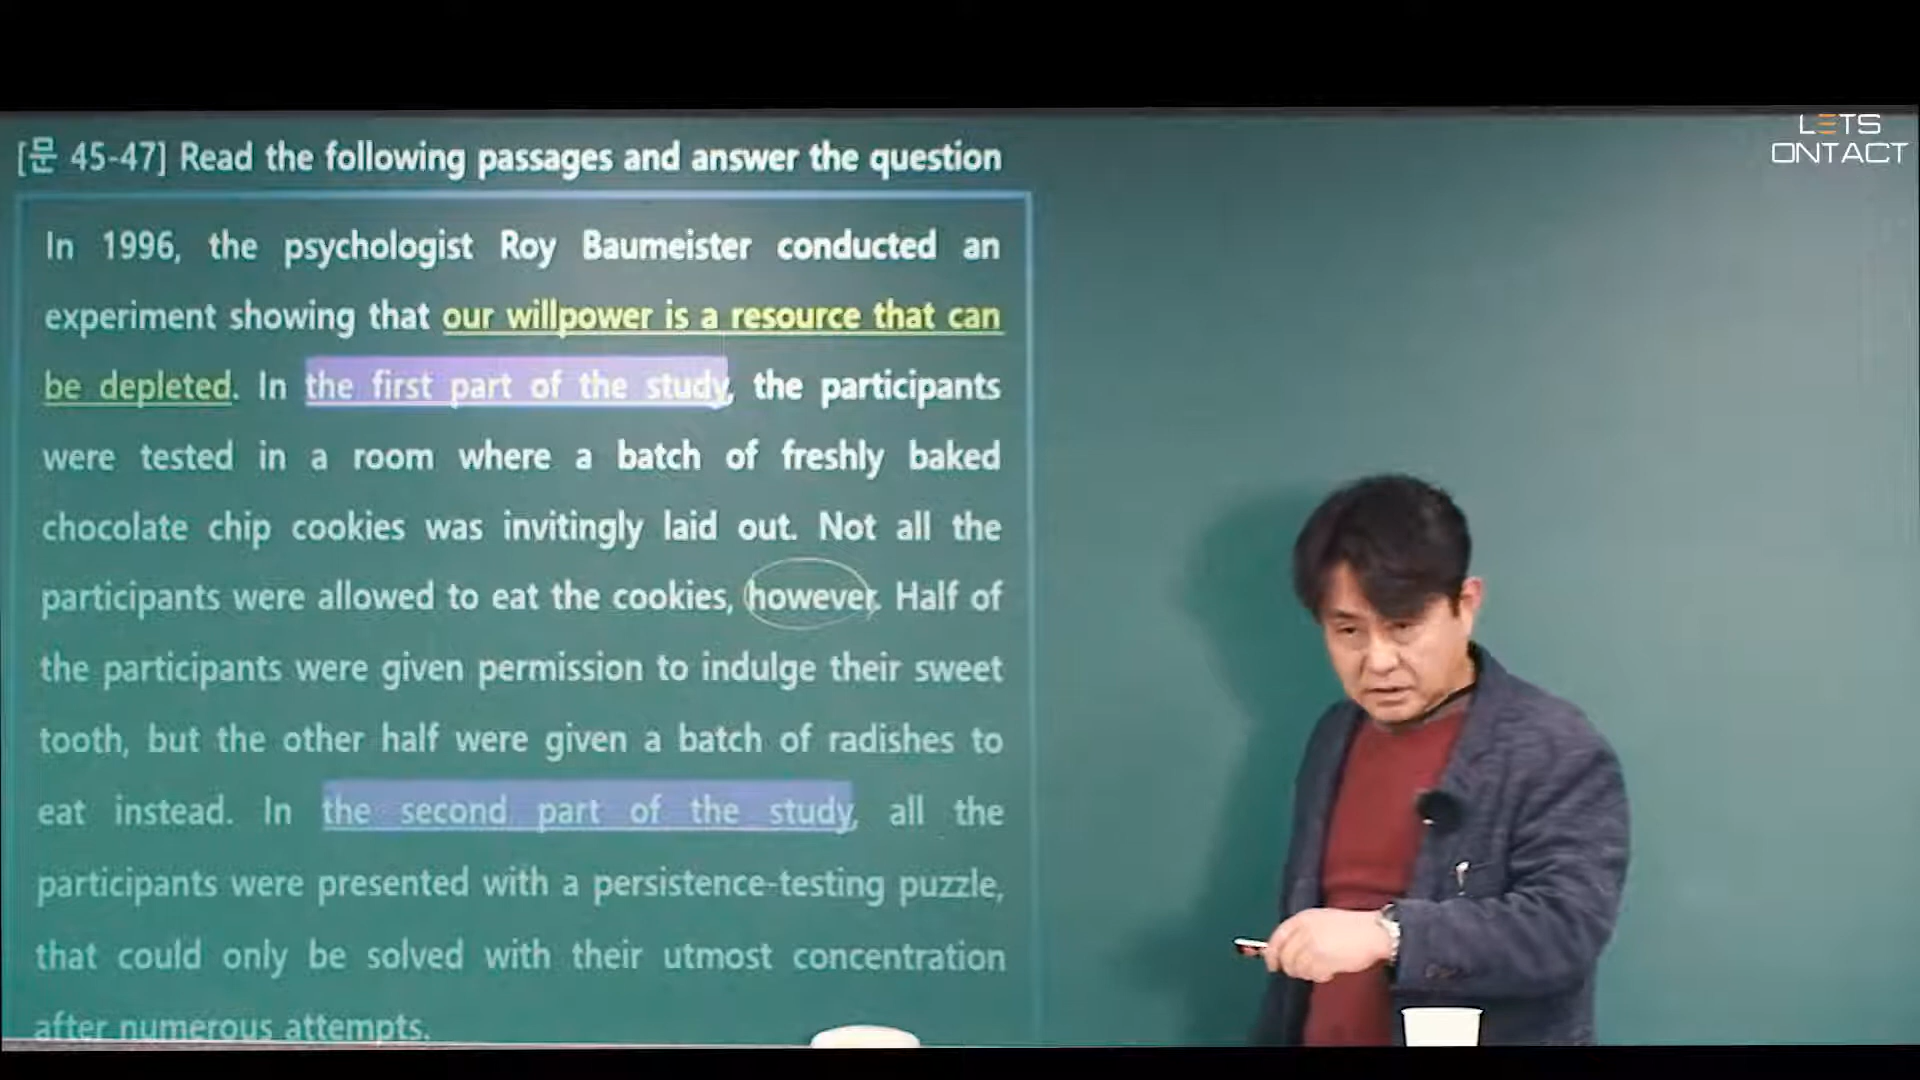 LETS
ONTACT
[문 45-47] Read the following passages and answer the question
In 1996, the psychologist Roy Baumeister conducted an
experiment showing that our willpower is a resource that can
be depleted. In the first part of the study, the participants
were tested in a room where a batch of freshly baked
chocolate chip cookies was invitingly laid out. Not all the
participants were allowed to eat the cookies, however. Half of
the participants were given permission to indulge their sweet
tooth, but the other half were given a batch of radishes to
eat instead. In the second part of the study, all the
participants were presented with a persistence-testing puzzle,
that could only be solved with their utmost concentration
after numerous attempts.